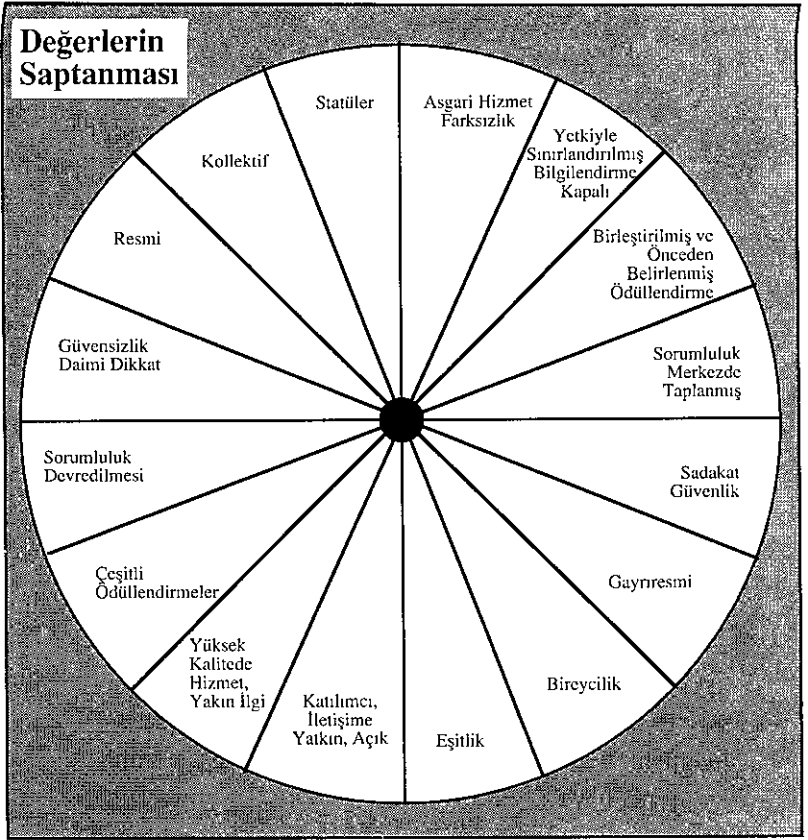 Değerlerin
Saptanması
Statüler
Asgari Hizmet
Farksızlık
Yetkiyle
Sınırlandırılmış
Bilgilendirme
Kapalı
Birleştirilmiş ve
Önceden
Belirlenmiş
Ödüllendirme
Sorumluluk
Merkezde
Taplanmış
Sadakat
Güvenlik
Gayrıresmi
Bireycilik
Eşitlik
Katılımcı,
İletişime
Yatkın, Açık
Yüksek
Kalitede
Hizmet,
Yakın İlgi
Çeşitli
Ödüllendirmeler
Sorumluluk
Devredilmesi
Güvensizlik
Daimi Dikkat
Resmi
Kollektif